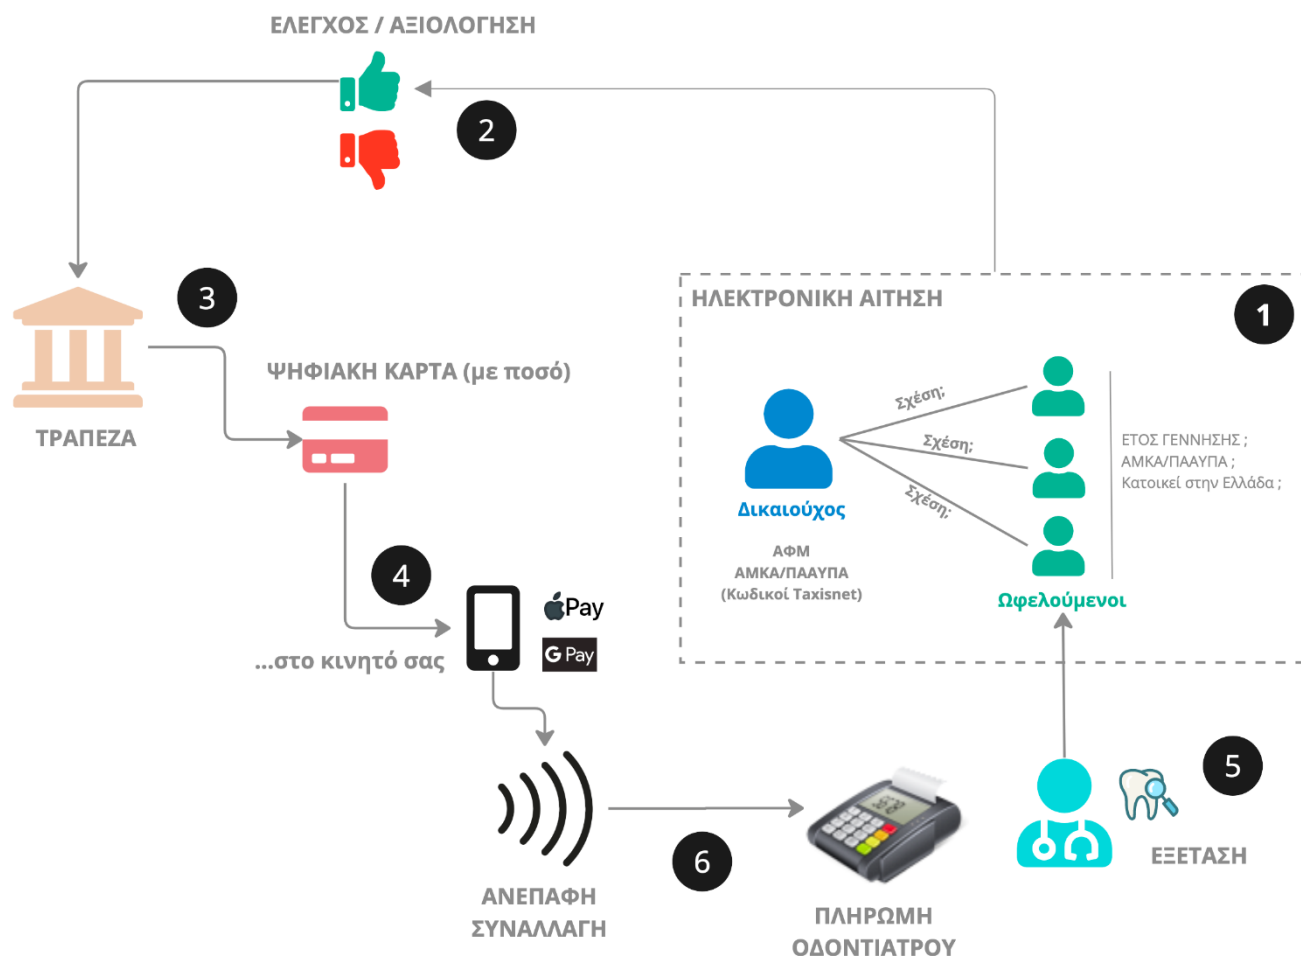 ΕΛΕΓΧΟΣ / ΑΞΙΟΛΟΓΗΣΗ
2
3
ΤΡΑΠΕΖΑ
ΨΗΦΙΑΚΗ ΚΑΡΤΑ (με ποσό)
ΗΛΕΚΤΡΟΝΙΚΗ ΑΙΤΗΣΗ
1
Σχέση;
Σχέση;
Σχέση;
Δικαιούχος
ΑΦΜ
ΑΜΚΑ/ΠΑΑΥΠΑ
(Κωδικοί Taxisnet)
ΕΤΟΣ ΓΕΝΝΗΣΗΣ ;
ΑΜΚΑ/ΠΑΑΥΠΑ ;
Κατοικεί στην Ελλάδα ;
Ωφελούμενοι
4
...στο κινητό σας
Pay
G Pay
5
ΕΞΕΤΑΣΗ
6
ΑΝΕΠΑΦΗ
ΣΥΝΑΛΛΑΓΗ
ΠΛΗΡΩΜΗ
ΟΔΟΝΤΙΑΤΡΟΥ